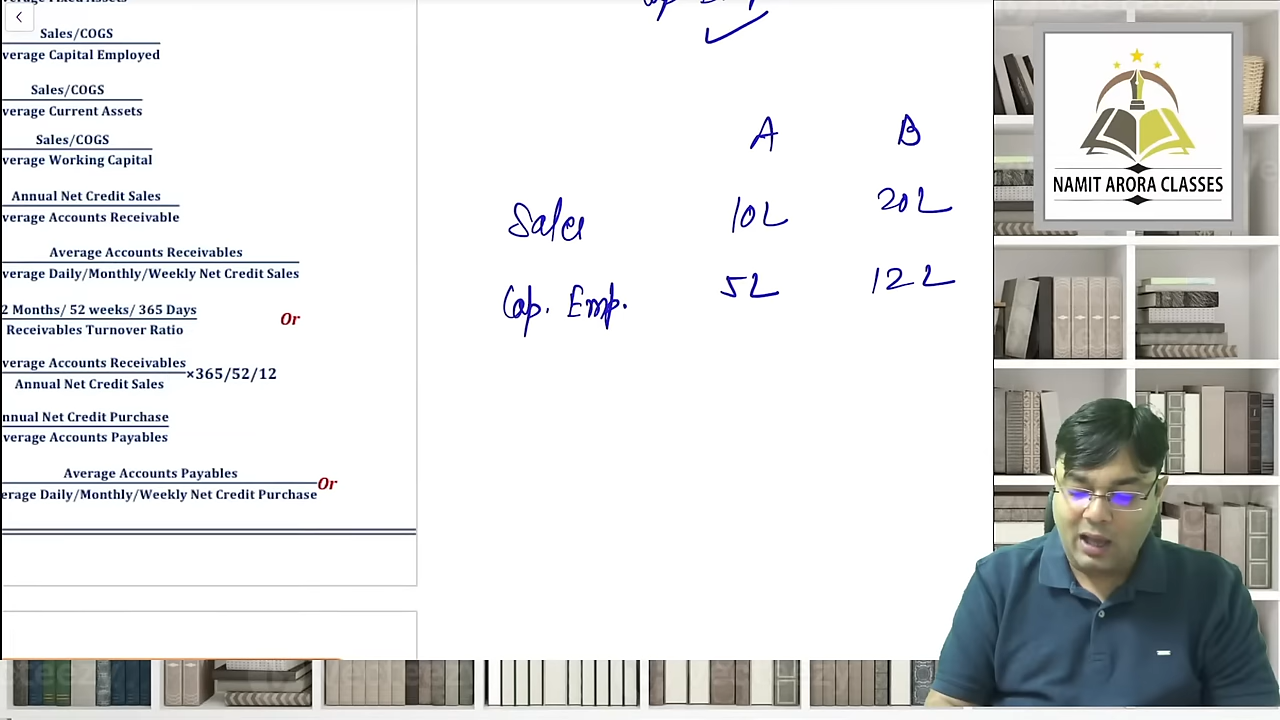 Sales/COGS
verage Capital Employed
Sales/COGS
verage Current Assets
Sales/COGS
verage Working Capital
Annual Net Credit Sales
verage Accounts Receivable
Average Accounts Receivables
verage Daily/Monthly/Weekly Net Credit Sales
2 Months/ 52 weeks/ 365 Days
Receivables Turnover Ratio
Or
verage Accounts Receivables
Annual Net Credit Sales
×365/52/12
nnual Net Credit Purchase
verage Accounts Payables
Average Accounts Payables
erage Daily/Monthly/Weekly Net Credit Purchase
Or
A B
Sales 10L 20L
Cap. Emp. 5L 12L
NAMIT ARORA CLASSES